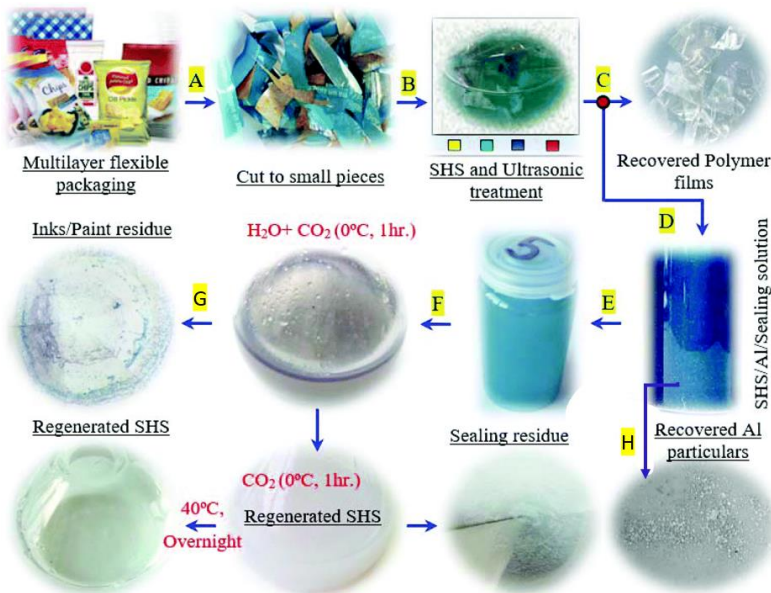 A
B
C
Chips
Multilayer flexible
packaging
Cut to small pieces
SHS and Ultrasonic
treatment
Recovered Polymer
films
Inks/Paint residue
H₂O+ CO₂ (0ºC, 1hr.)
D
G
F
E
SHS/Al/Sealing solution
5
Regenerated SHS
Sealing residue
H
Recovered Al
particulars
CO₂ (0ºC, 1hr.)
40ºC,
Overnight
Regenerated SHS